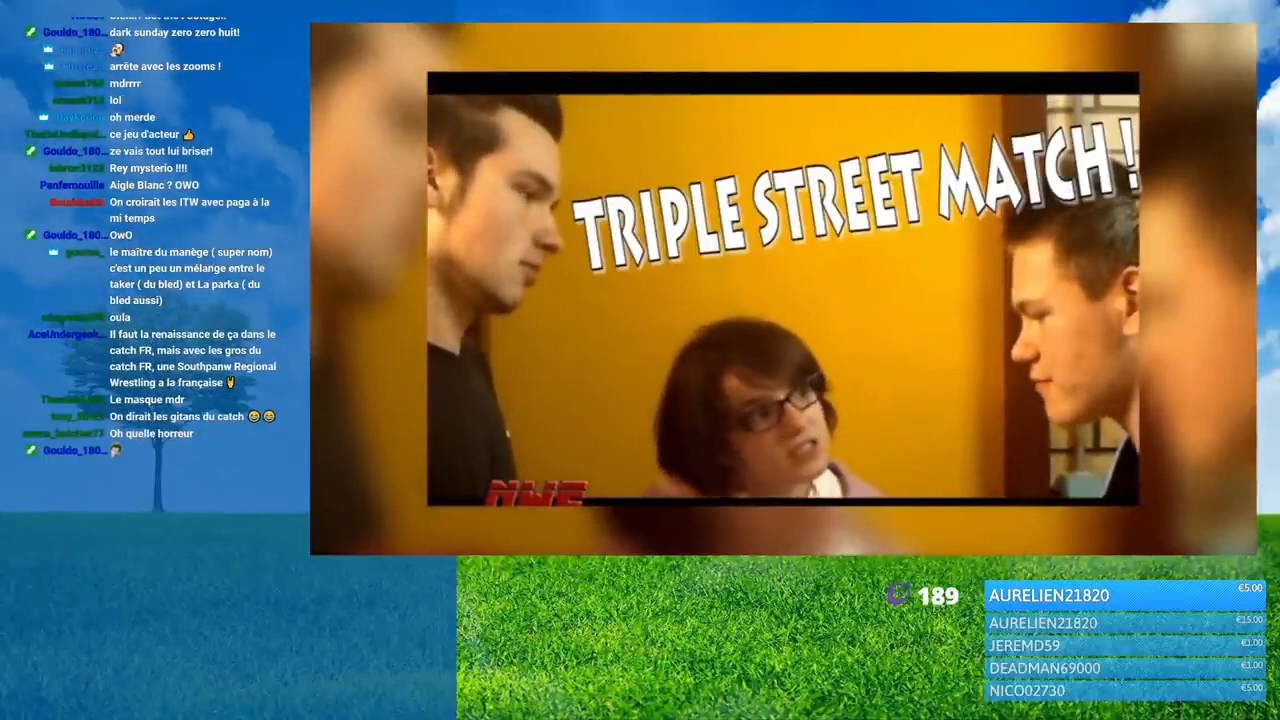 Gouldo_180... dark sunday zero zero huit!
arrête avec les zooms !
mdrrrr
lol
oh merde
ce jeu d'acteur 👍
Gouldo_180... ze vais tout lui briser!
Rey mysterio !!!!
Panfernouille Aigle Blanc ? OWO
On croirait les ITW avec paga à la
mi temps
Gouldo_180... OwO
le maître du manège ( super nom)
c'est un peu un mélange entre le
taker ( du bled) et La parka ( du
bled aussi)
oula
AceUndergeek... Il faut la renaissance de ça dans le
catch FR, mais avec les gros du
catch FR, une Southpanw Regional
Wrestling a la française 🤘
Le masque mdr
On dirait les gitans du catch 😄😄
Oh quelle horreur
Gouldo_180...
TRIPLE STREET MATCH !
NWE
189
AURELIEN21820 €5.00
AURELIEN21820 €15.00
JEREMD59 €1.00
DEADMAN69000 €1.00
NICO02730 €5.00